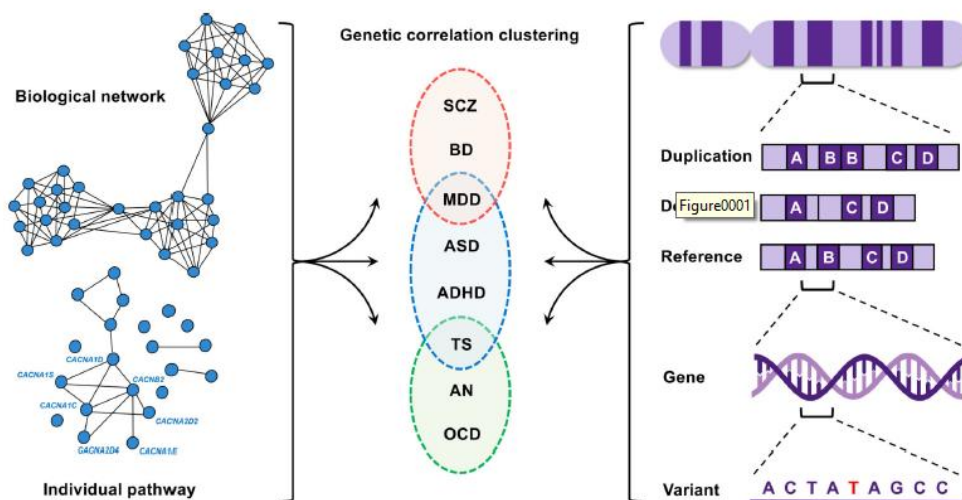 Biological network
CACNA1D
CACNA1S
CACNB2
CACNA1C
CACNA2D2
CACNA2D4
CACNA1E
Individual pathway
Genetic correlation clustering
SCZ
BD
MDD
ASD
ADHD
TS
AN
OCD
Duplication
A B B C D
Figure0001
A C D
Reference
A B C D
Gene
Variant
A C T A T A G C C